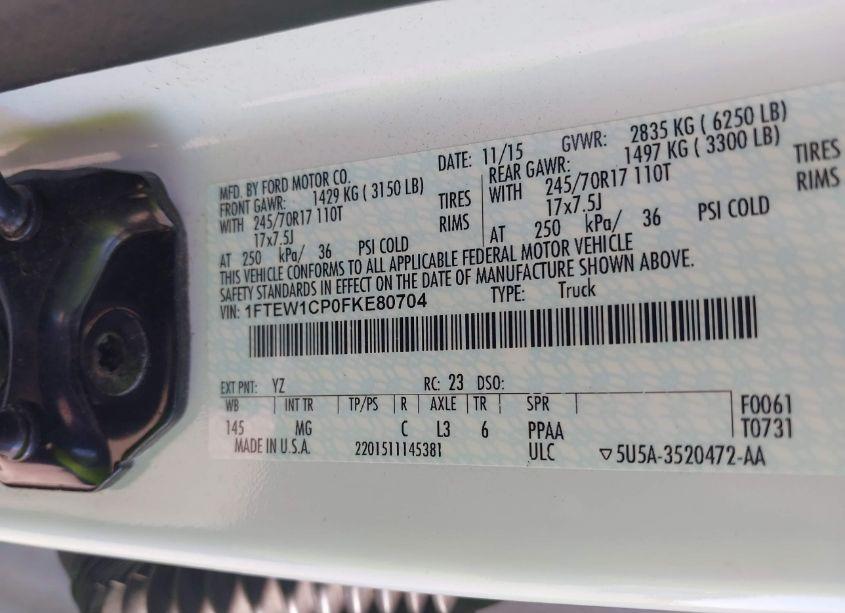 MFD. BY FORD MOTOR CO. DATE: 11/15 GVWR: 2835 KG ( 6250 LB)
FRONT GAWR: 1429 KG ( 3150 LB) REAR GAWR: 1497 KG ( 3300 LB)
WITH 245/70R17 110T TIRES WITH 245/70R17 110T TIRES
17x7.5J RIMS 17x7.5J RIMS
AT 250 kPa/ 36 PSI COLD AT 250 kPa/ 36 PSI COLD
THIS VEHICLE CONFORMS TO ALL APPLICABLE FEDERAL MOTOR VEHICLE
SAFETY STANDARDS IN EFFECT ON THE DATE OF MANUFACTURE SHOWN ABOVE.
VIN: 1FTEW1CP0FKE80704 TYPE: Truck
EXT PNT: YZ RC: 23 DSO:
WB INT TR TP/PS R AXLE TR SPR F0061
145 MG C L3 6 PPAA T0731
MADE IN U.S.A. 2201511145381 ULC ▽5U5A-3520472-AA